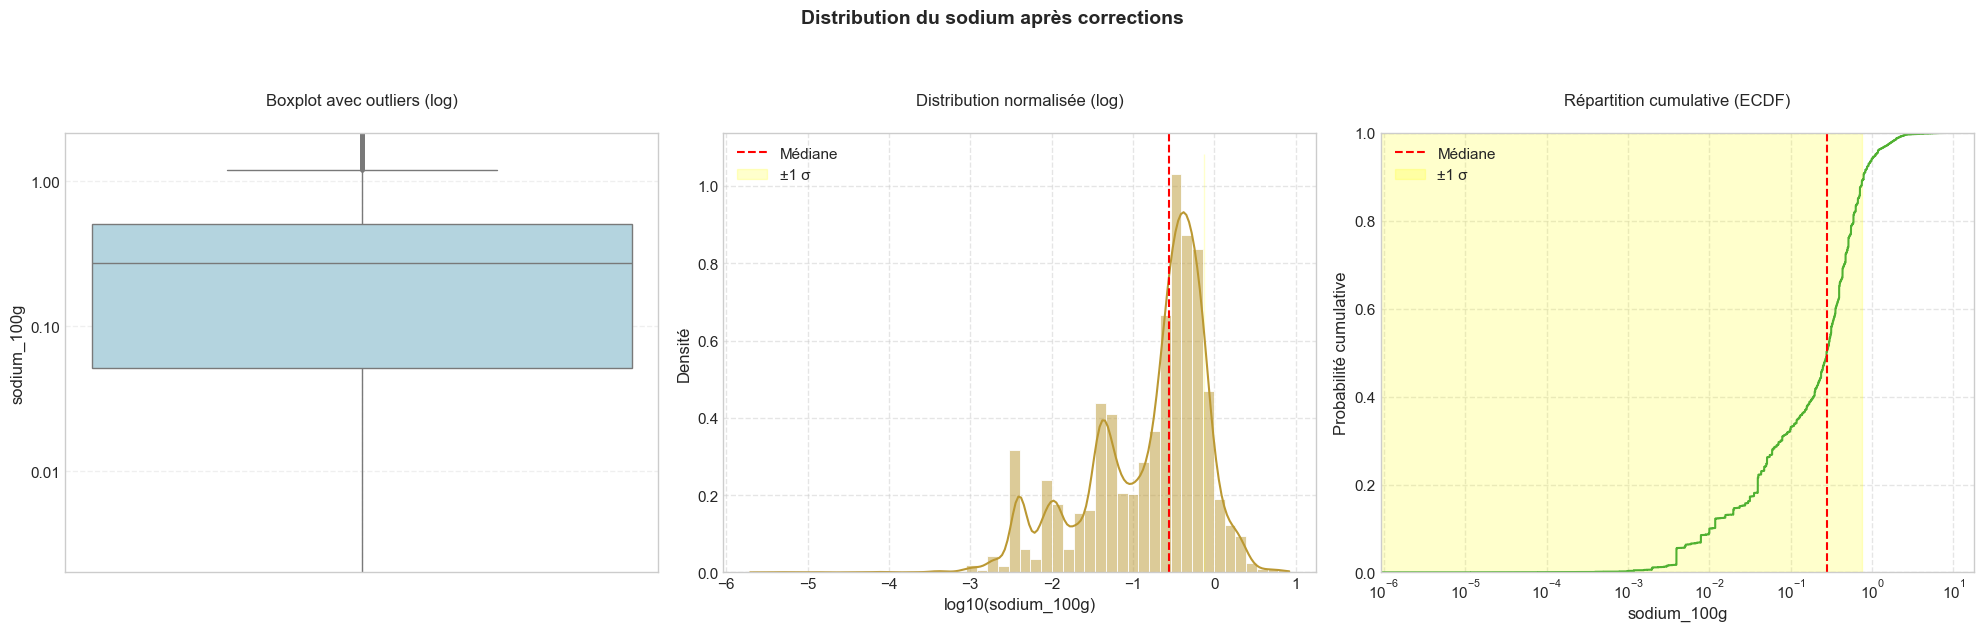 Distribution du sodium après corrections
Boxplot avec outliers (log)
sodium_100g
1.00
0.10
0.01
Distribution normalisée (log)
Médiane
±1 σ
Densité
1.0
0.8
0.6
0.4
0.2
0.0
−6 −5 −4 −3 −2 −1 0 1
log10(sodium_100g)
Répartition cumulative (ECDF)
Médiane
±1 σ
Probabilité cumulative
1.0
0.8
0.6
0.4
0.2
0.0
10⁻⁶ 10⁻⁵ 10⁻⁴ 10⁻³ 10⁻² 10⁻¹ 10⁰ 10¹
sodium_100g